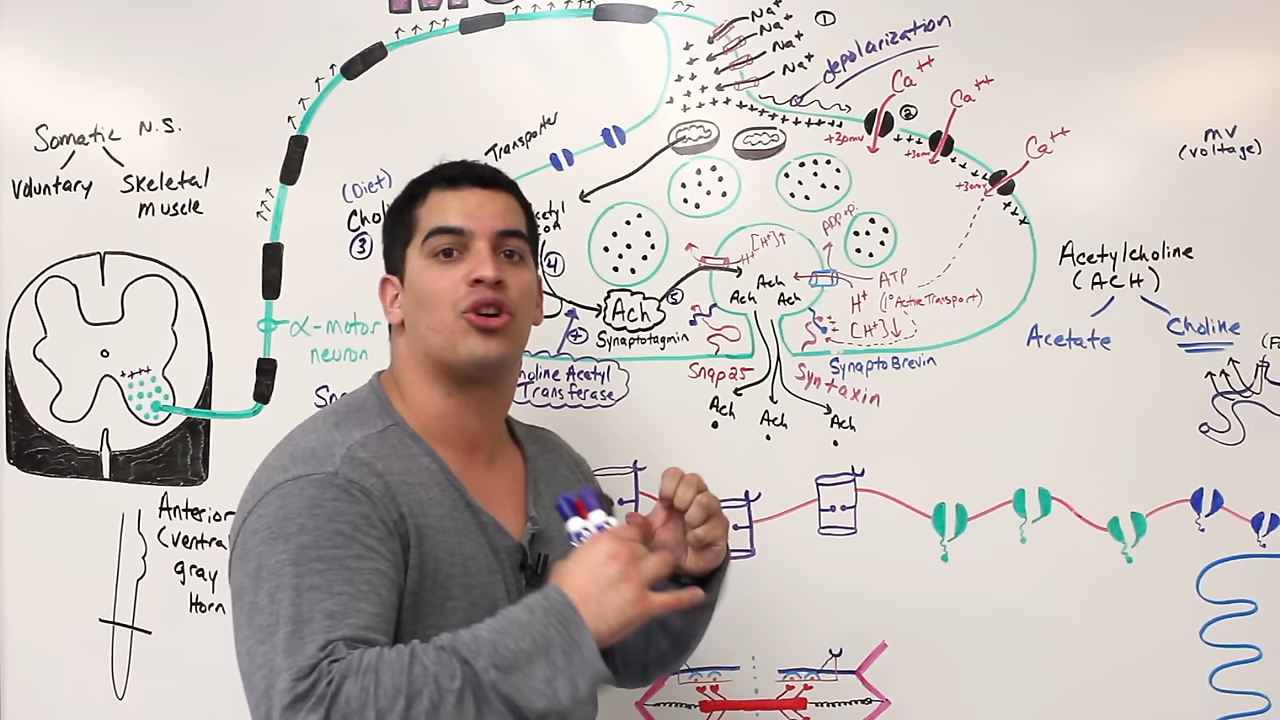 Somatic N.S.
Voluntary
Skeletal
muscle
α-motor
neuron
Anterior
(ventra
gray
Horn
Transporter
(Diet)
Choli
③
④
Ach
⑤
Synaptotagmin
+
Choline Acetyl
Transferase
Snap25
Syntaxin
SynaptoBrevin
[H+]↑
H+
ADP+Pi
ATP
H+ (1° Active Transport)
[H+]↓
Ach
Ach
Ach
Ach
Ach
Ach
Na+
Na+
Na+
Na+
①
depolarization
②
Ca++
Ca++
Ca++
+30mv
+30mv
+30mv
mv
(voltage)
Acetylcholine
(ACH)
Acetate
Choline